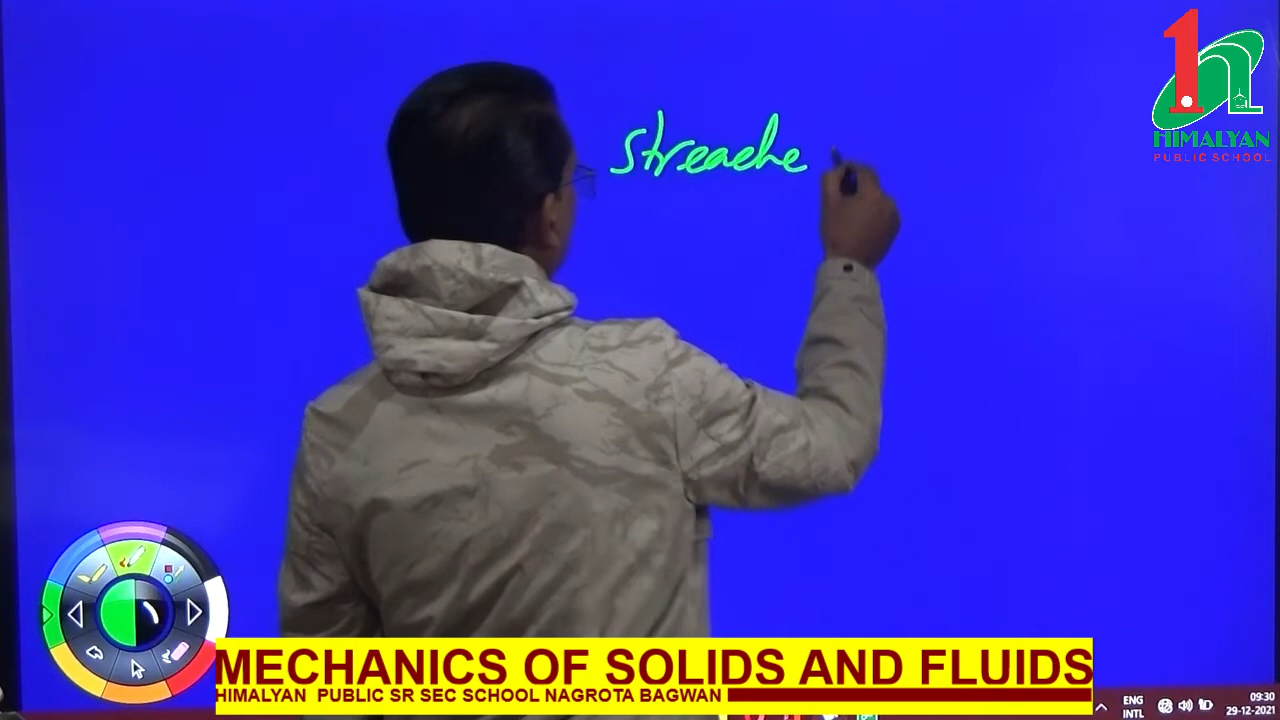 streache
HIMALYAN
PUBLIC SCHOOL
MECHANICS OF SOLIDS AND FLUIDS
HIMALYAN PUBLIC SR SEC SCHOOL NAGROTA BAGWAN
ENG
INTL
09:30
29-12-2021